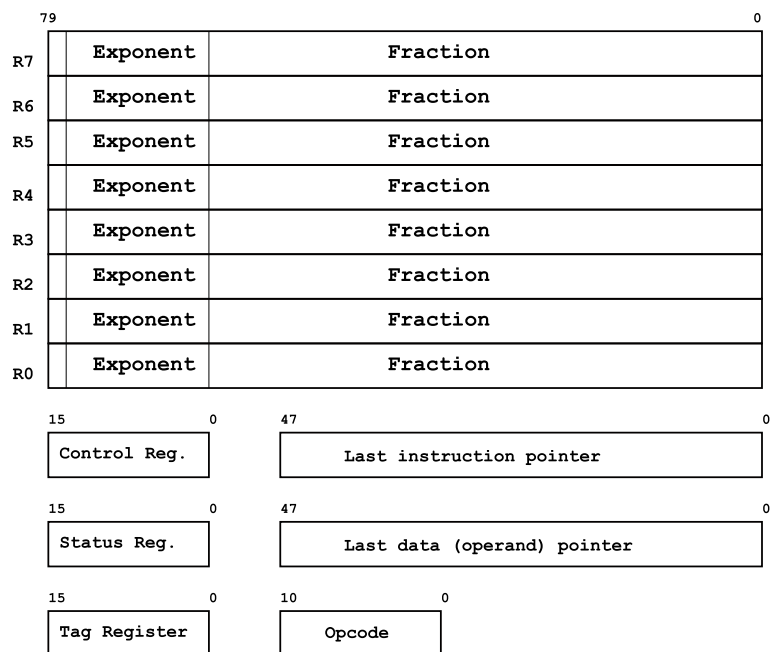 79 0
R7 Exponent Fraction
R6 Exponent Fraction
R5 Exponent Fraction
R4 Exponent Fraction
R3 Exponent Fraction
R2 Exponent Fraction
R1 Exponent Fraction
R0 Exponent Fraction
15 0 47 0
Control Reg. Last instruction pointer
15 0 47 0
Status Reg. Last data (operand) pointer
15 0 10 0
Tag Register Opcode